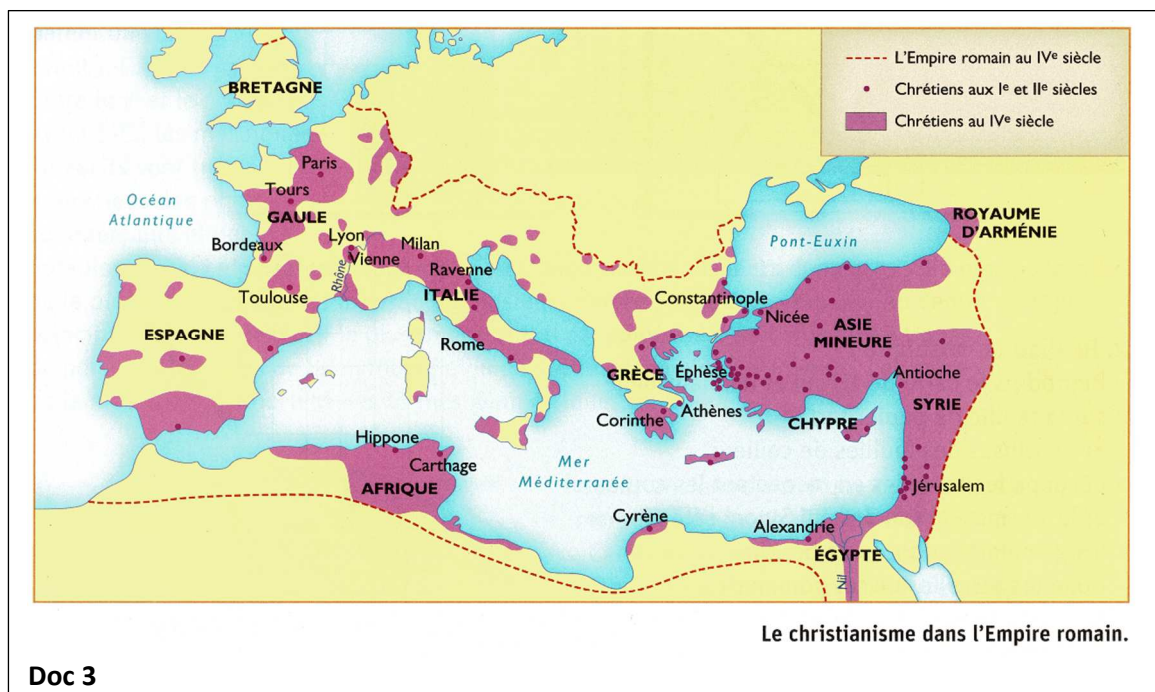 L'Empire romain au IVe siècle
Chrétiens aux Ie et IIe siècles
Chrétiens au IVe siècle
BRETAGNE
Paris
Océan
Atlantique
Tours
GAULE
Lyon
Bordeaux
Vienne
Milan
Rhône
Ravenne
Toulouse
ITALIE
ESPAGNE
Rome
Pont-Euxin
ROYAUME
D'ARMÉNIE
Constantinople
Nicée
ASIE
MINEURE
GRÈCE
Éphèse
Antioche
Athènes
Corinthe
SYRIE
CHYPRE
Hippone
Carthage
AFRIQUE
Mer
Méditerranée
Jérusalem
Cyrène
Alexandrie
ÉGYPTE
Nil
Le christianisme dans l'Empire romain.
Doc 3